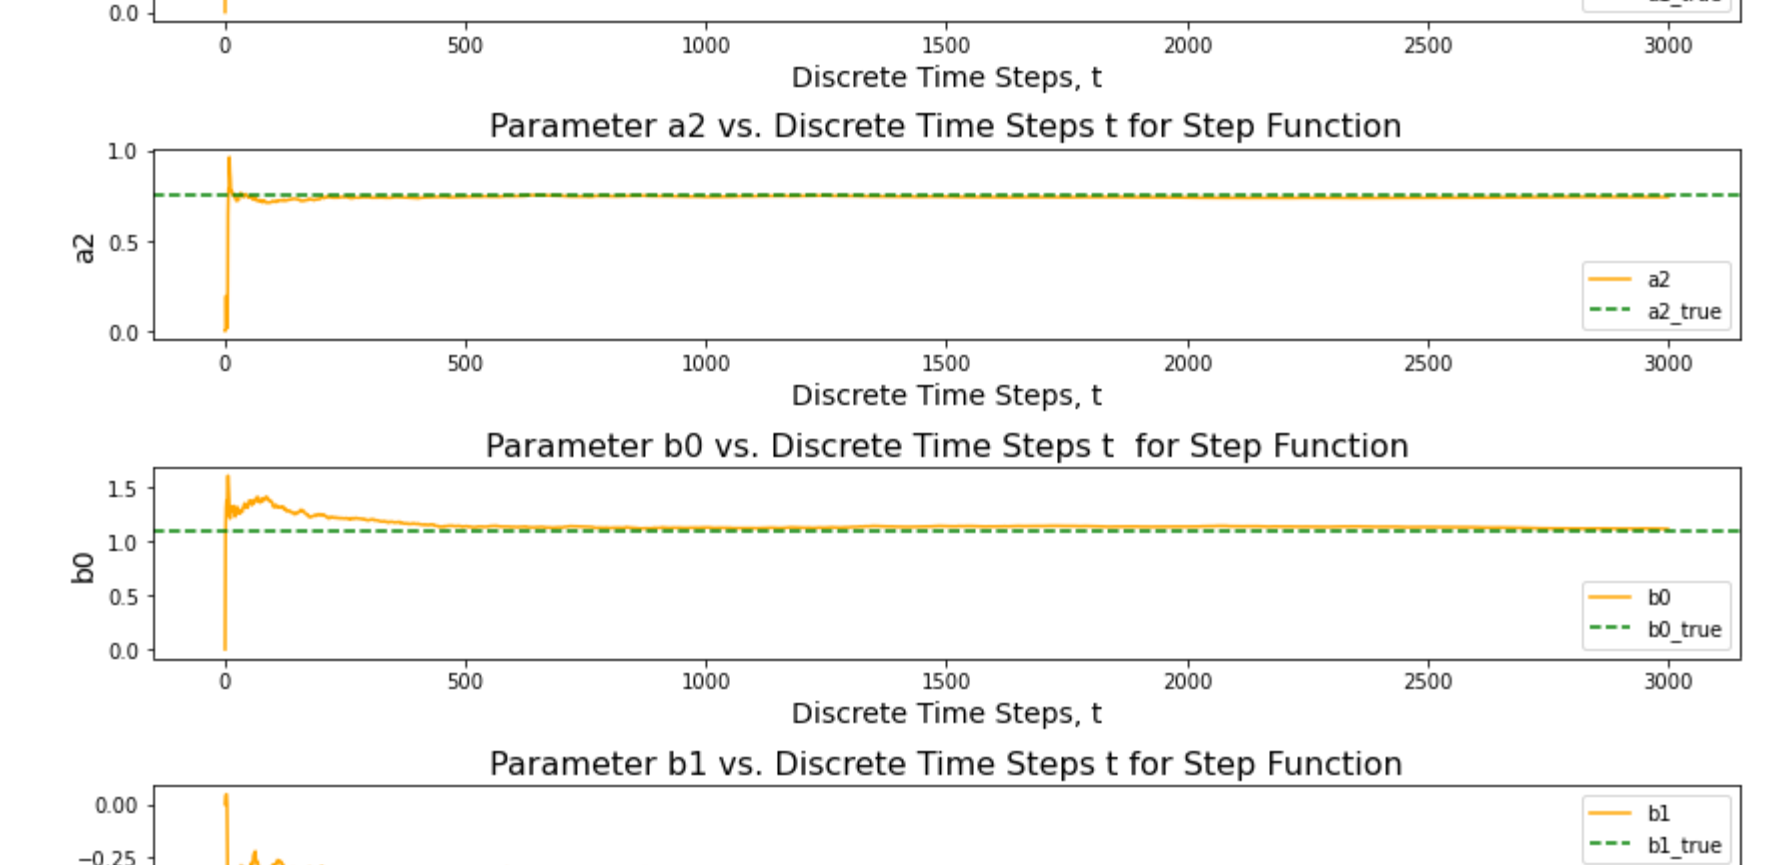 0.0
0 500 1000 1500 2000 2500 3000
Discrete Time Steps, t
Parameter a2 vs. Discrete Time Steps t for Step Function
1.0
0.5
0.0
a2
a2
a2_true
0 500 1000 1500 2000 2500 3000
Discrete Time Steps, t
Parameter b0 vs. Discrete Time Steps t  for Step Function
1.5
1.0
0.5
0.0
b0
b0
b0_true
0 500 1000 1500 2000 2500 3000
Discrete Time Steps, t
Parameter b1 vs. Discrete Time Steps t for Step Function
0.00
−0.25
b1
b1_true